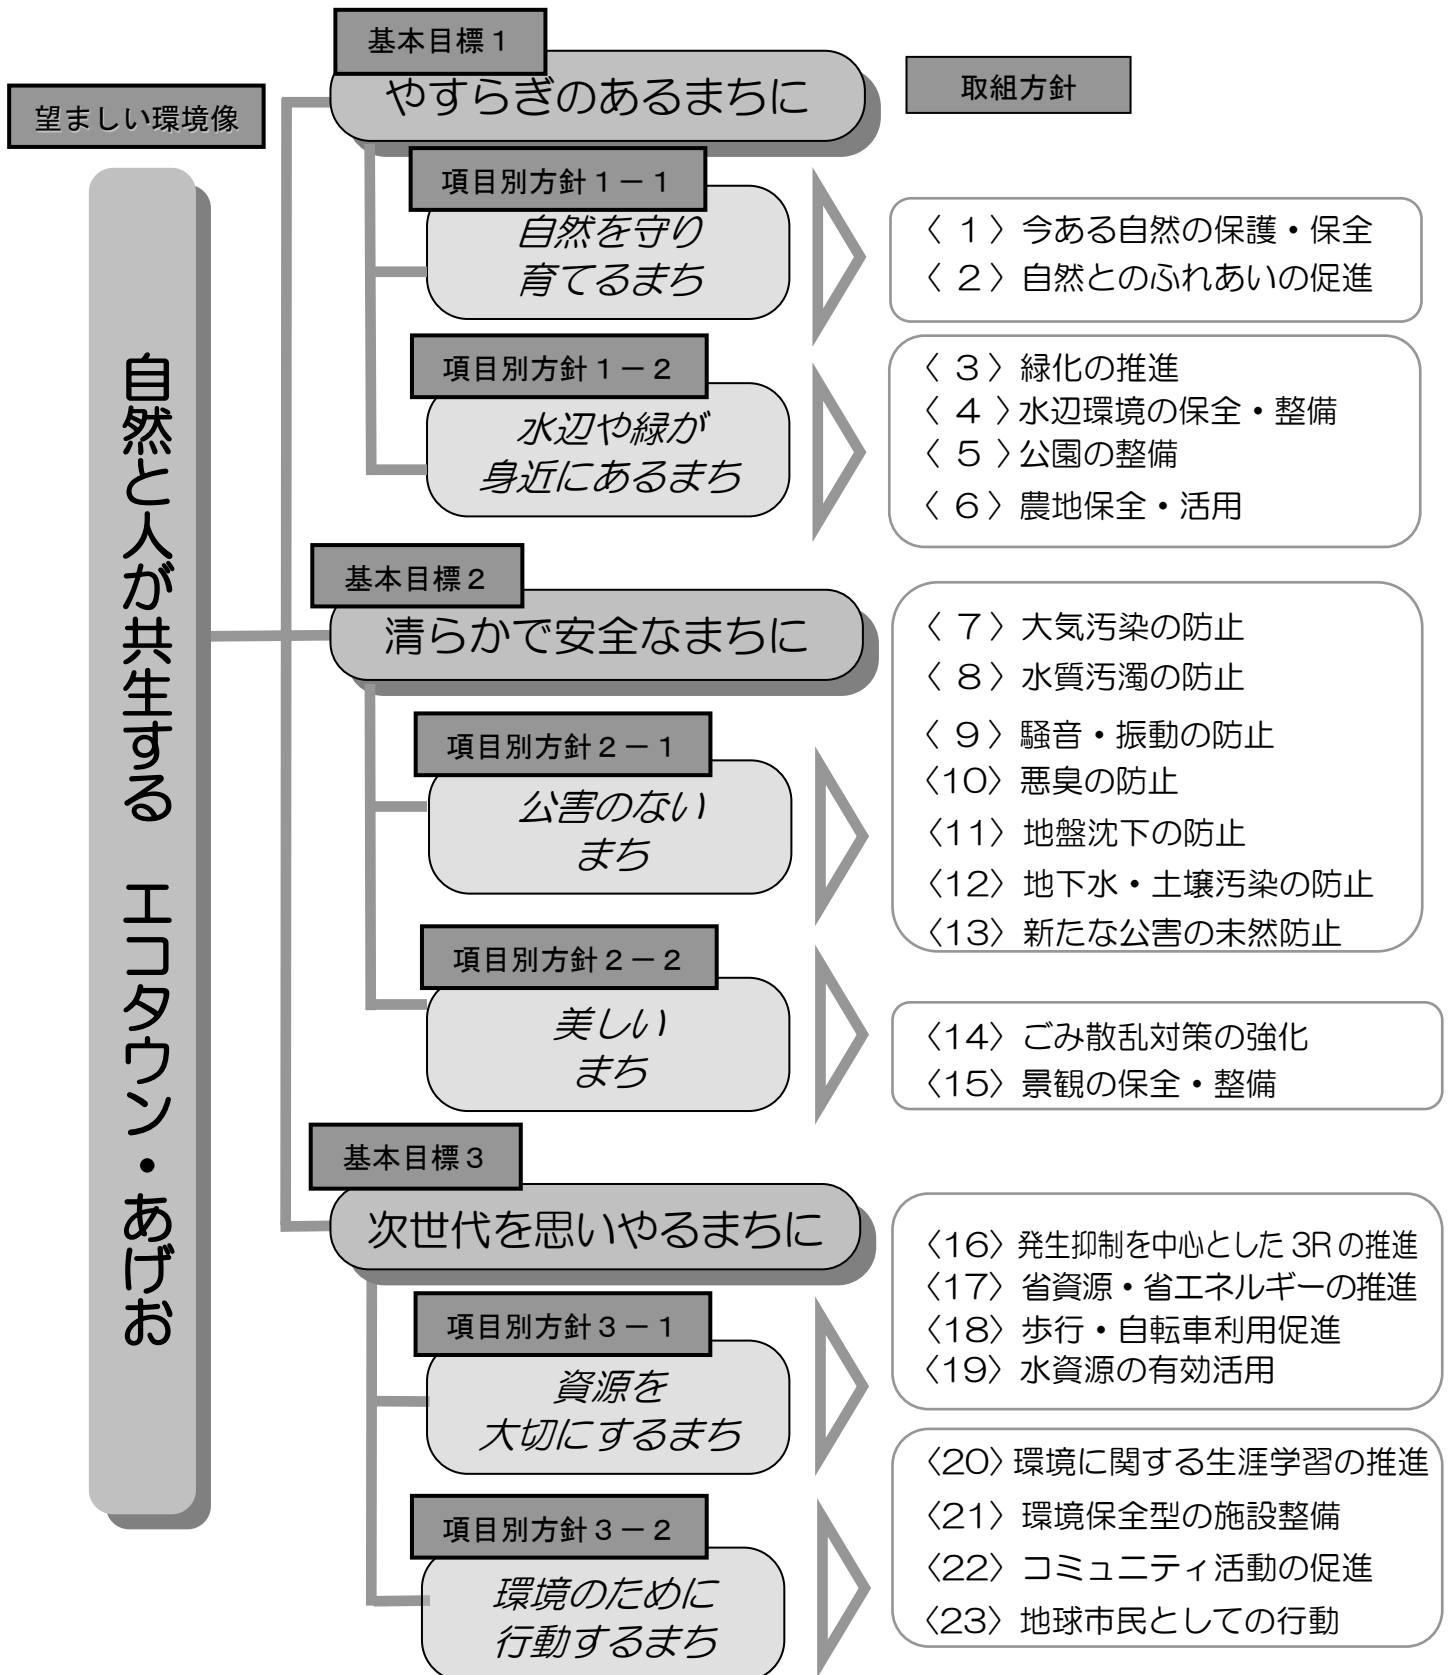 望ましい環境像
自然と人が共生する　エコタウン・あげお
基本目標１
やすらぎのあるまちに
取組方針
項目別方針１－１
自然を守り
育てるまち
〈 1 〉今ある自然の保護・保全
〈 2 〉自然とのふれあいの促進
項目別方針１－２
水辺や緑が
身近にあるまち
〈 3 〉緑化の推進
〈 4 〉水辺環境の保全・整備
〈 5 〉公園の整備
〈 6 〉農地保全・活用
基本目標２
清らかで安全なまちに
項目別方針２－１
公害のない
まち
〈 7 〉大気汚染の防止
〈 8 〉水質汚濁の防止
〈 9 〉騒音・振動の防止
〈10〉悪臭の防止
〈11〉地盤沈下の防止
〈12〉地下水・土壌汚染の防止
〈13〉新たな公害の未然防止
項目別方針２－２
美しい
まち
〈14〉ごみ散乱対策の強化
〈15〉景観の保全・整備
基本目標３
次世代を思いやるまちに
項目別方針３－１
資源を
大切にするまち
〈16〉発生抑制を中心とした 3R の推進
〈17〉省資源・省エネルギーの推進
〈18〉歩行・自転車利用促進
〈19〉水資源の有効活用
項目別方針３－２
環境のために
行動するまち
〈20〉環境に関する生涯学習の推進
〈21〉環境保全型の施設整備
〈22〉コミュニティ活動の促進
〈23〉地球市民としての行動